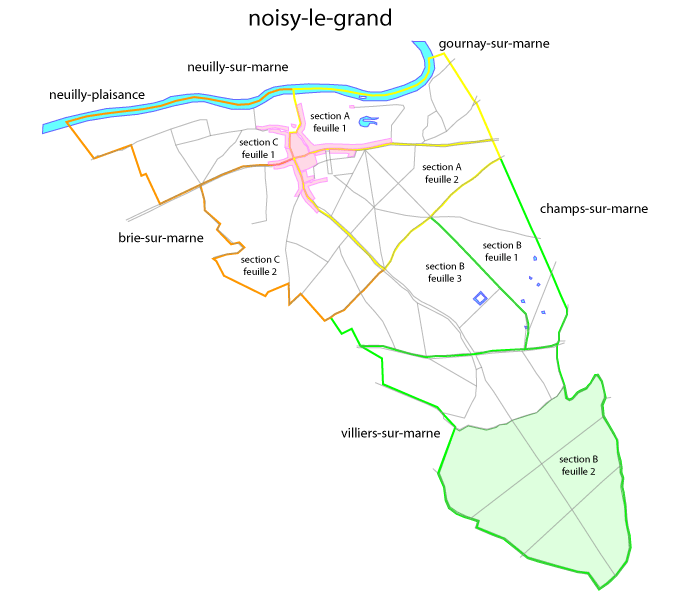 noisy-le-grand
gournay-sur-marne
neuilly-sur-marne
neuilly-plaisance
section A
feuille 1
section C
feuille 1
section A
feuille 2
champs-sur-marne
brie-sur-marne
section B
feuille 1
section C
feuille 2
section B
feuille 3
villiers-sur-marne
section B
feuille 2